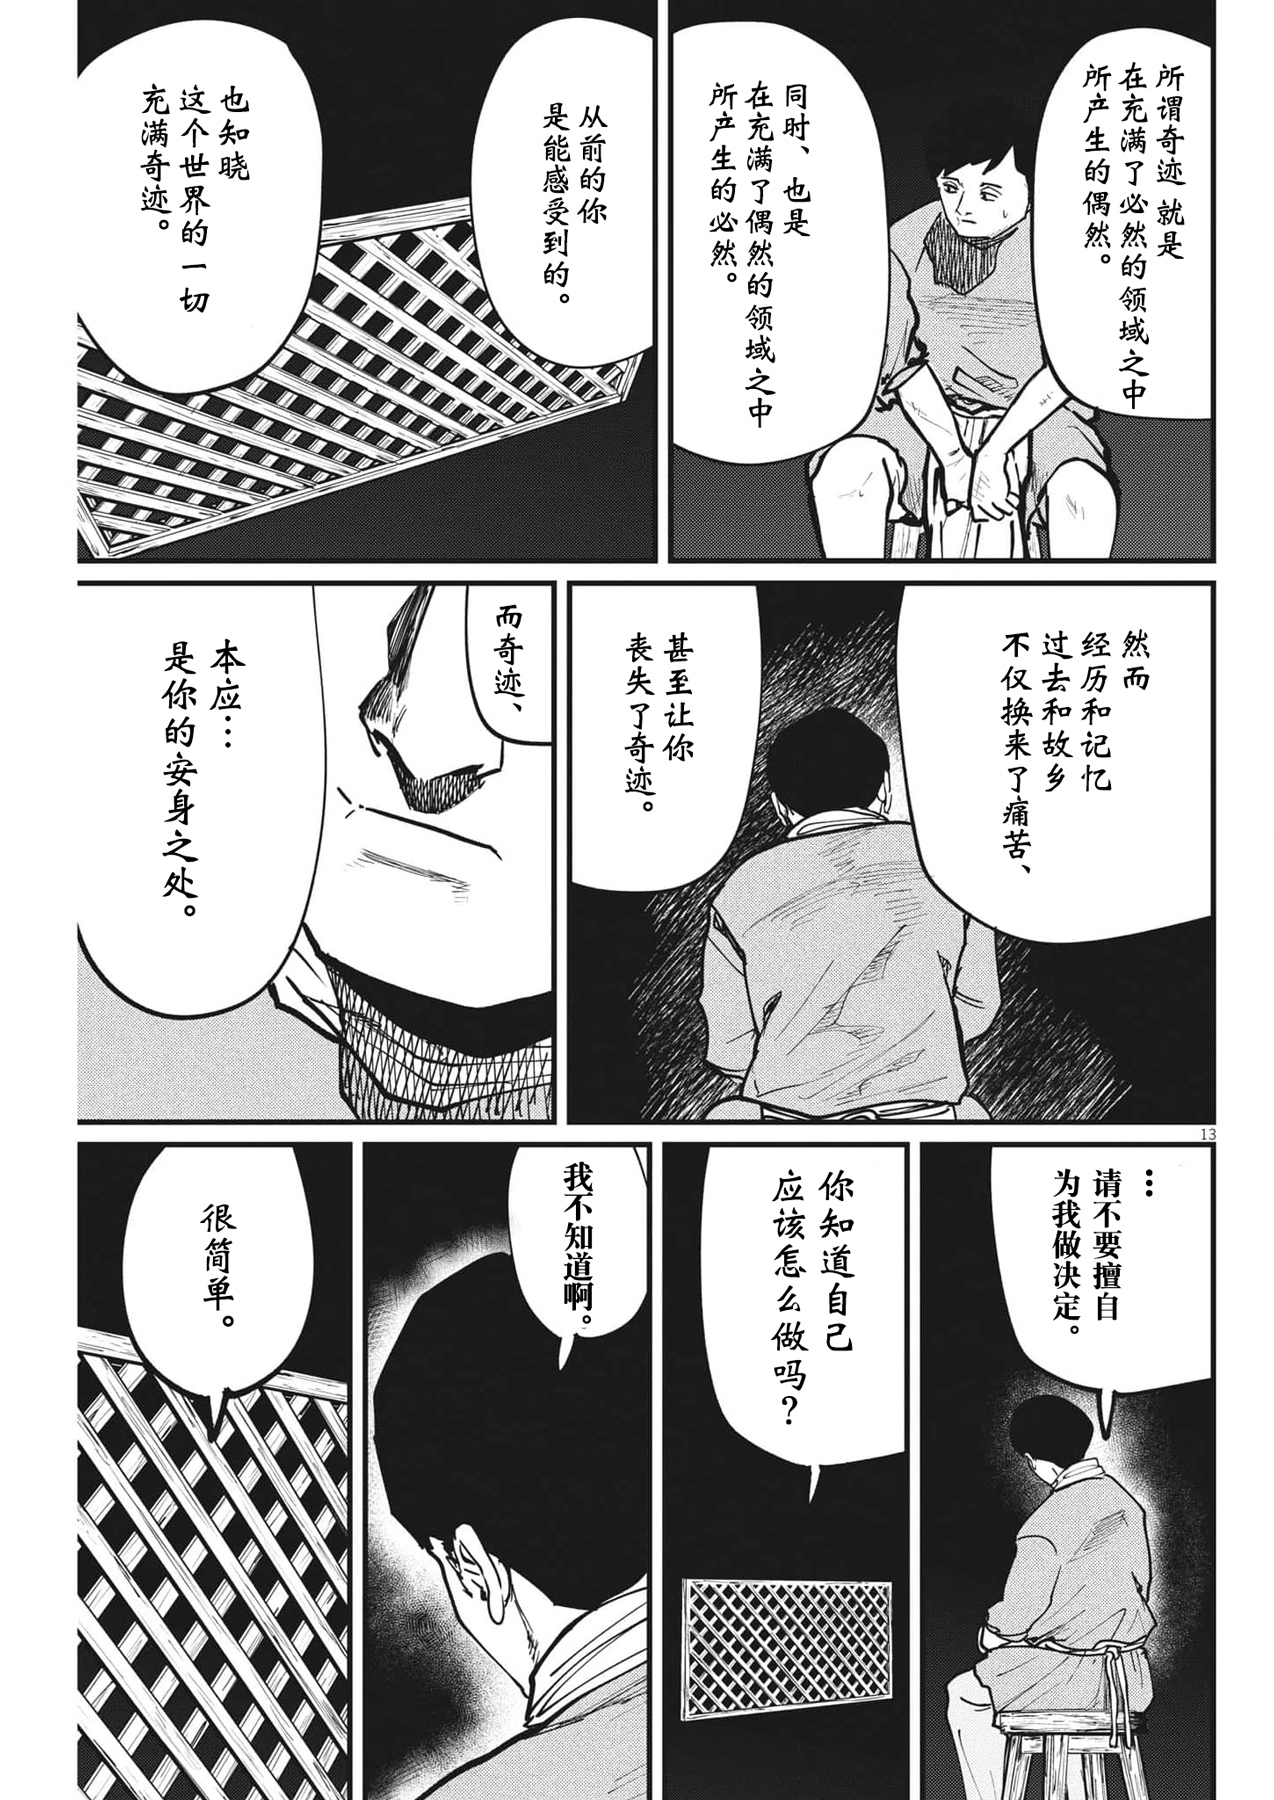 所谓奇迹 就是
在充满了必然的领域之中
所产生的偶然。
同时、也是
在充满了偶然的领域之中
所产生的必然。
从前的你
是能感受到的。
也知晓
这个世界的一切
充满奇迹。
然而
经历和记忆
过去和故乡
不仅换来了痛苦、
甚至让你
丧失了奇迹。
而奇迹、
本应…
是你的安身之处。
13
…
请不要擅自
为我做决定。
你知道自己
应该怎么做吗?
我不知道啊。
很简单。